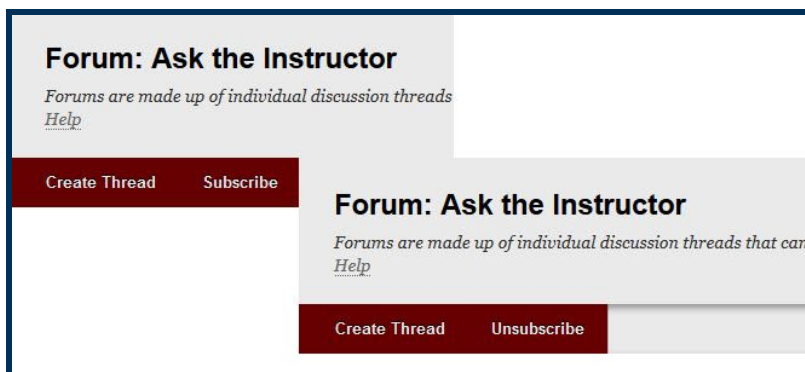 Forum: Ask the Instructor
Forums are made up of individual discussion threads
Help
Create Thread Subscribe
Forum: Ask the Instructor
Forums are made up of individual discussion threads that can
Help
Create Thread Unsubscribe